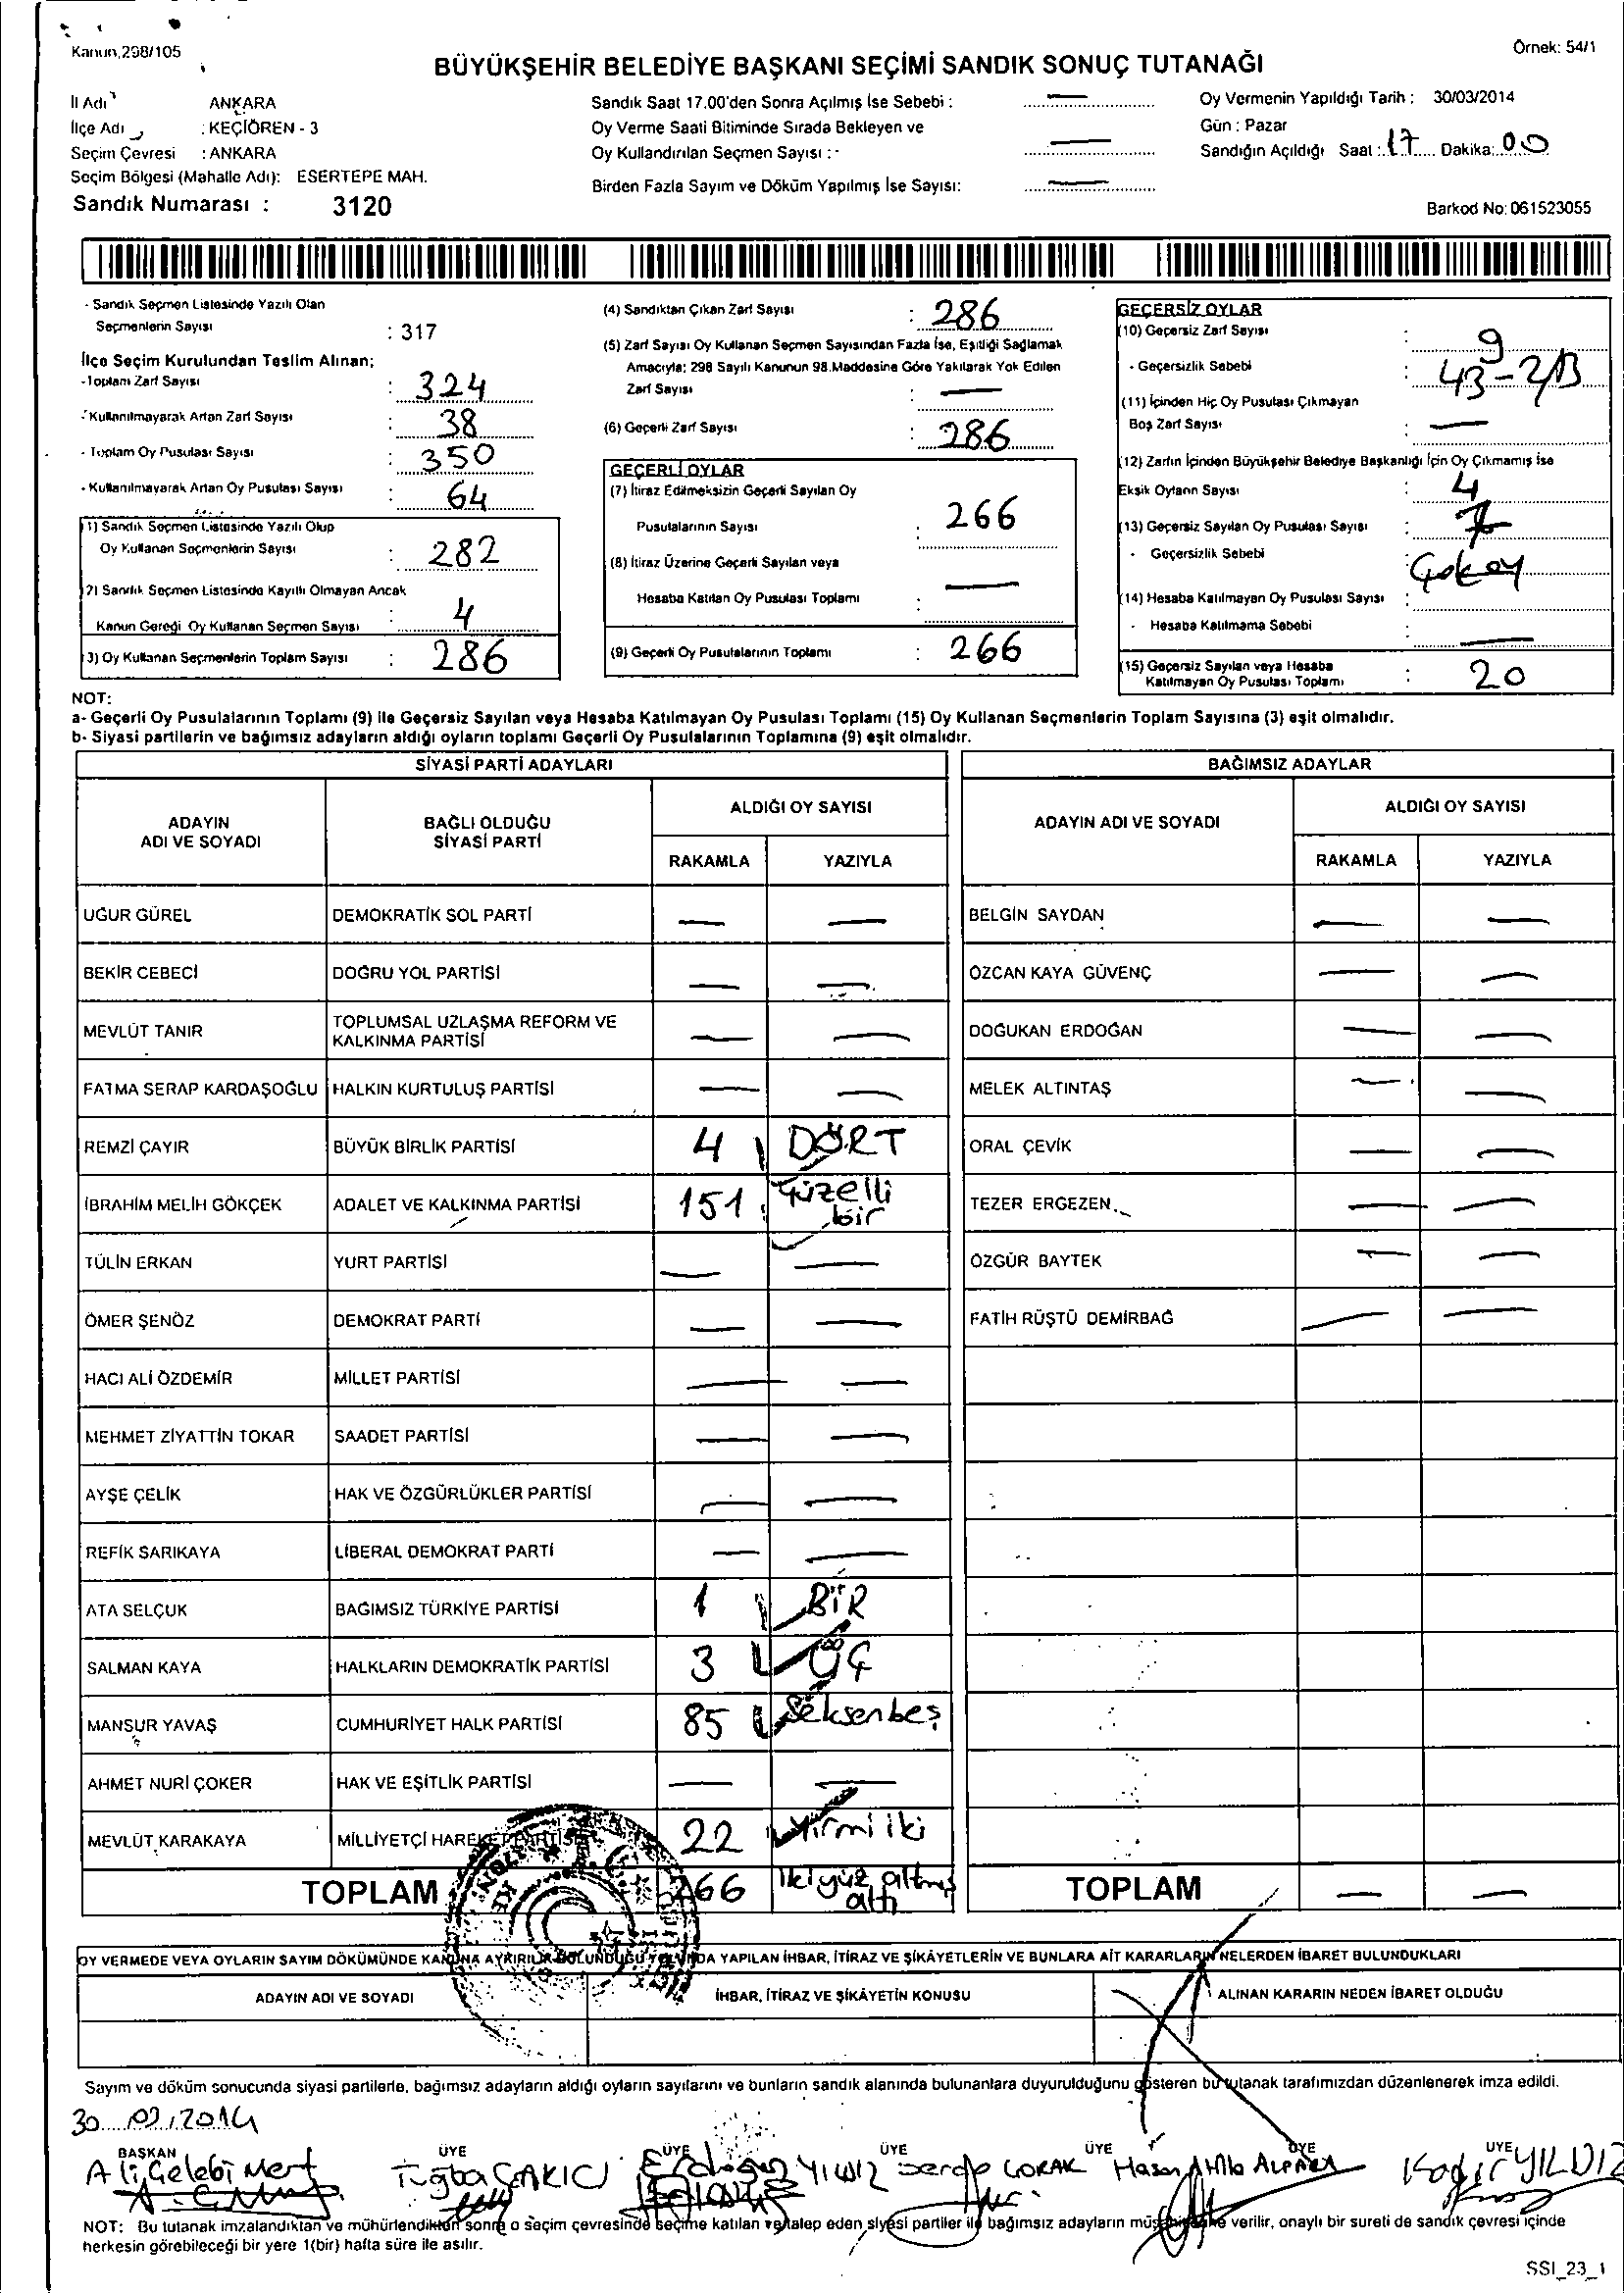 Kanun,298/105
Örnek: 54/1
BÜYÜKŞEHİR BELEDİYE BAŞKANI SEÇİMİ SANDIK SONUÇ TUTANAĞI
İl Adı ANKARA
İlçe Adı : KEÇİÖREN - 3
Seçim Çevresi : ANKARA
Seçim Bölgesi (Mahalle Adı): ESERTEPE MAH.
Sandık Numarası : 3120
Sandık Saat 17.00'den Sonra Açılmış İse Sebebi : —
Oy Verme Saati Bitiminde Sırada Bekleyen ve
Oy Kullandırılan Seçmen Sayısı : - —
Birden Fazla Sayım ve Döküm Yapılmış İse Sayısı: —
Oy Vermenin Yapıldığı Tarih : 30/03/2014
Gün : Pazar
Sandığın Açıldığı Saat : 17 Dakika: 00
Barkod No: 061523055
- Sandık Seçmen Listesinde Yazılı Olan
Seçmenlerin Sayısı : 317
İlçe Seçim Kurulundan Teslim Alınan;
- Toplam Zarf Sayısı : 324
- Kullanılmayarak Artan Zarf Sayısı : 38
- Toplam Oy Pusulası Sayısı : 350
- Kullanılmayarak Artan Oy Pusulası Sayısı : 64
1) Sandık Seçmen Listesinde Yazılı Olup
Oy Kullanan Seçmenlerin Sayısı : 282
2) Sandık Seçmen Listesinde Kayıtlı Olmayan Ancak
Kanun Gereği Oy Kullanan Seçmen Sayısı : 4
3) Oy Kullanan Seçmenlerin Toplam Sayısı : 286
(4) Sandıktan Çıkan Zarf Sayısı : 286
(5) Zarf Sayısı Oy Kullanan Seçmen Sayısından Fazla İse, Eşitliği Sağlamak
Amacıyla; 298 Sayılı Kanunun 98.Maddesine Göre Yakılarak Yok Edilen
Zarf Sayısı : —
(6) Geçerli Zarf Sayısı : 286
GEÇERLİ OYLAR
(7) İtiraz Edilmeksizin Geçerli Sayılan Oy
Pusulalarının Sayısı : 266
(8) İtiraz Üzerine Geçerli Sayılan veya
Hesaba Katılan Oy Pusulası Toplamı : —
(9) Geçerli Oy Pusulalarının Toplamı : 266
GEÇERSİZ OYLAR
(10) Geçersiz Zarf Sayısı : 9
- Geçersizlik Sebebi : 43-2/B
(11) İçinden Hiç Oy Pusulası Çıkmayan
Boş Zarf Sayısı : —
(12) Zarfın İçinden Büyükşehir Belediye Başkanlığı İçin Oy Çıkmamış İse
Eksik Oyların Sayısı : 4
(13) Geçersiz Sayılan Oy Pusulası Sayısı : 7
- Geçersizlik Sebebi : Çok oy
(14) Hesaba Katılmayan Oy Pusulası Sayısı :
- Hesaba Katılmama Sebebi : —
(15) Geçersiz Sayılan veya Hesaba
Katılmayan Oy Pusulası Toplamı : 20
NOT:
a- Geçerli Oy Pusulalarının Toplamı (9) ile Geçersiz Sayılan veya Hesaba Katılmayan Oy Pusulası Toplamı (15) Oy Kullanan Seçmenlerin Toplam Sayısına (3) eşit olmalıdır.
b- Siyasi partilerin ve bağımsız adayların aldığı oyların toplamı Geçerli Oy Pusulalarının Toplamına (9) eşit olmalıdır.
SİYASİ PARTİ ADAYLARI
ADAYIN ADI VE SOYADI
BAĞLI OLDUĞU SİYASİ PARTİ
ALDIĞI OY SAYISI
RAKAMLA YAZIYLA
UĞUR GÜREL DEMOKRATİK SOL PARTİ — —
BEKİR CEBECİ DOĞRU YOL PARTİSİ — —
MEVLÜT TANIR TOPLUMSAL UZLAŞMA REFORM VE KALKINMA PARTİSİ — —
FATMA SERAP KARDAŞOĞLU HALKIN KURTULUŞ PARTİSİ — —
REMZİ ÇAYIR BÜYÜK BİRLİK PARTİSİ 4 DÖRT
İBRAHİM MELİH GÖKÇEK ADALET VE KALKINMA PARTİSİ 151 Yüzelli bir
TÜLİN ERKAN YURT PARTİSİ — —
ÖMER ŞENÖZ DEMOKRAT PARTİ — —
HACI ALİ ÖZDEMİR MİLLET PARTİSİ — —
MEHMET ZİYATTİN TOKAR SAADET PARTİSİ — —
AYŞE ÇELİK HAK VE ÖZGÜRLÜKLER PARTİSİ — —
REFİK SARIKAYA LİBERAL DEMOKRAT PARTİ — —
ATA SELÇUK BAĞIMSIZ TÜRKİYE PARTİSİ 1 BİR
SALMAN KAYA HALKLARIN DEMOKRATİK PARTİSİ 3 ÜÇ
MANSUR YAVAŞ CUMHURİYET HALK PARTİSİ 85 Seksenbeş
AHMET NURİ ÇOKER HAK VE EŞİTLİK PARTİSİ — —
MEVLÜT KARAKAYA MİLLİYETÇİ HAREKET PARTİSİ 22 Yirmi iki
TOPLAM 266 İkiyüz altmış altı
BAĞIMSIZ ADAYLAR
ADAYIN ADI VE SOYADI
ALDIĞI OY SAYISI
RAKAMLA YAZIYLA
BELGİN SAYDAN — —
ÖZCAN KAYA GÜVENÇ — —
DOĞUKAN ERDOĞAN — —
MELEK ALTINTAŞ — —
ORAL ÇEVİK — —
TEZER ERGEZEN — —
ÖZGÜR BAYTEK — —
FATİH RÜŞTÜ DEMİRBAĞ — —
TOPLAM — —
OY VERMEDE VEYA OYLARIN SAYIM DÖKÜMÜNDE KANUNA AYKIRILIK BULUNDUĞU YOLUNDA YAPILAN İHBAR, İTİRAZ VE ŞİKÂYETLERİN VE BUNLARA AİT KARARLARIN NELERDEN İBARET BULUNDUKLARI
ADAYIN ADI VE SOYADI
İHBAR, İTİRAZ VE ŞİKÂYETİN KONUSU
ALINAN KARARIN NEDEN İBARET OLDUĞU
Sayım ve döküm sonucunda siyasi partilerle, bağımsız adayların aldığı oyların sayılarını ve bunların sandık alanında bulunanlara duyurulduğunu gösteren bu tutanak tarafımızdan düzenlenerek imza edildi.
30.03.2014
BAŞKAN ÜYE ÜYE ÜYE ÜYE ÜYE ÜYE
Ali Çelebi Mert Tuğba ÇAKICI Erdoğan YILDIZ Serdar ÇORAK Hasan Atilla ALPASLAN Kadir YILDIZ
NOT: Bu tutanak imzalandıktan ve mühürlendikten sonra o seçim çevresinde seçime katılan ve talep eden siyasi partiler ile bağımsız adayların müşahitlerine verilir, onaylı bir sureti de sandık çevresi içinde
herkesin görebileceği bir yere 1(bir) hafta süre ile asılır.
SSI_23_1